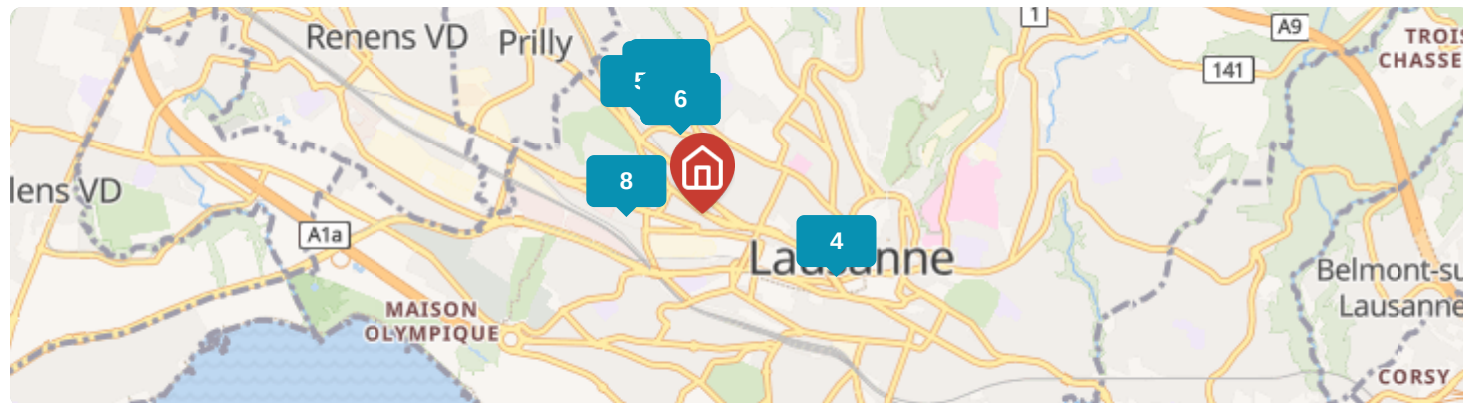 1
A9
TROIS
CHASSE
Renens VD
Prilly
141
5
6
8
lens VD
A1a
4
Lausanne
Belmont-su
Lausanne
MAISON
OLYMPIQUE
CORSY